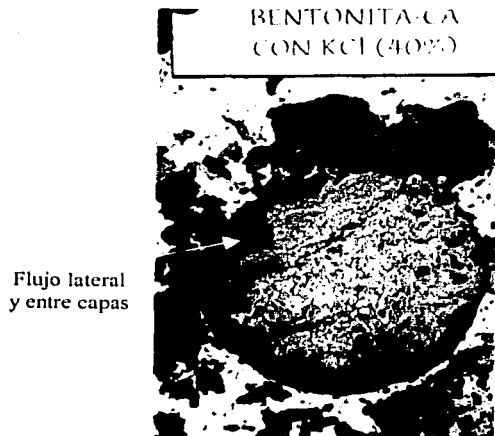 BENTONITA-CA
CON KCl (40%)
Flujo lateral
y entre capas